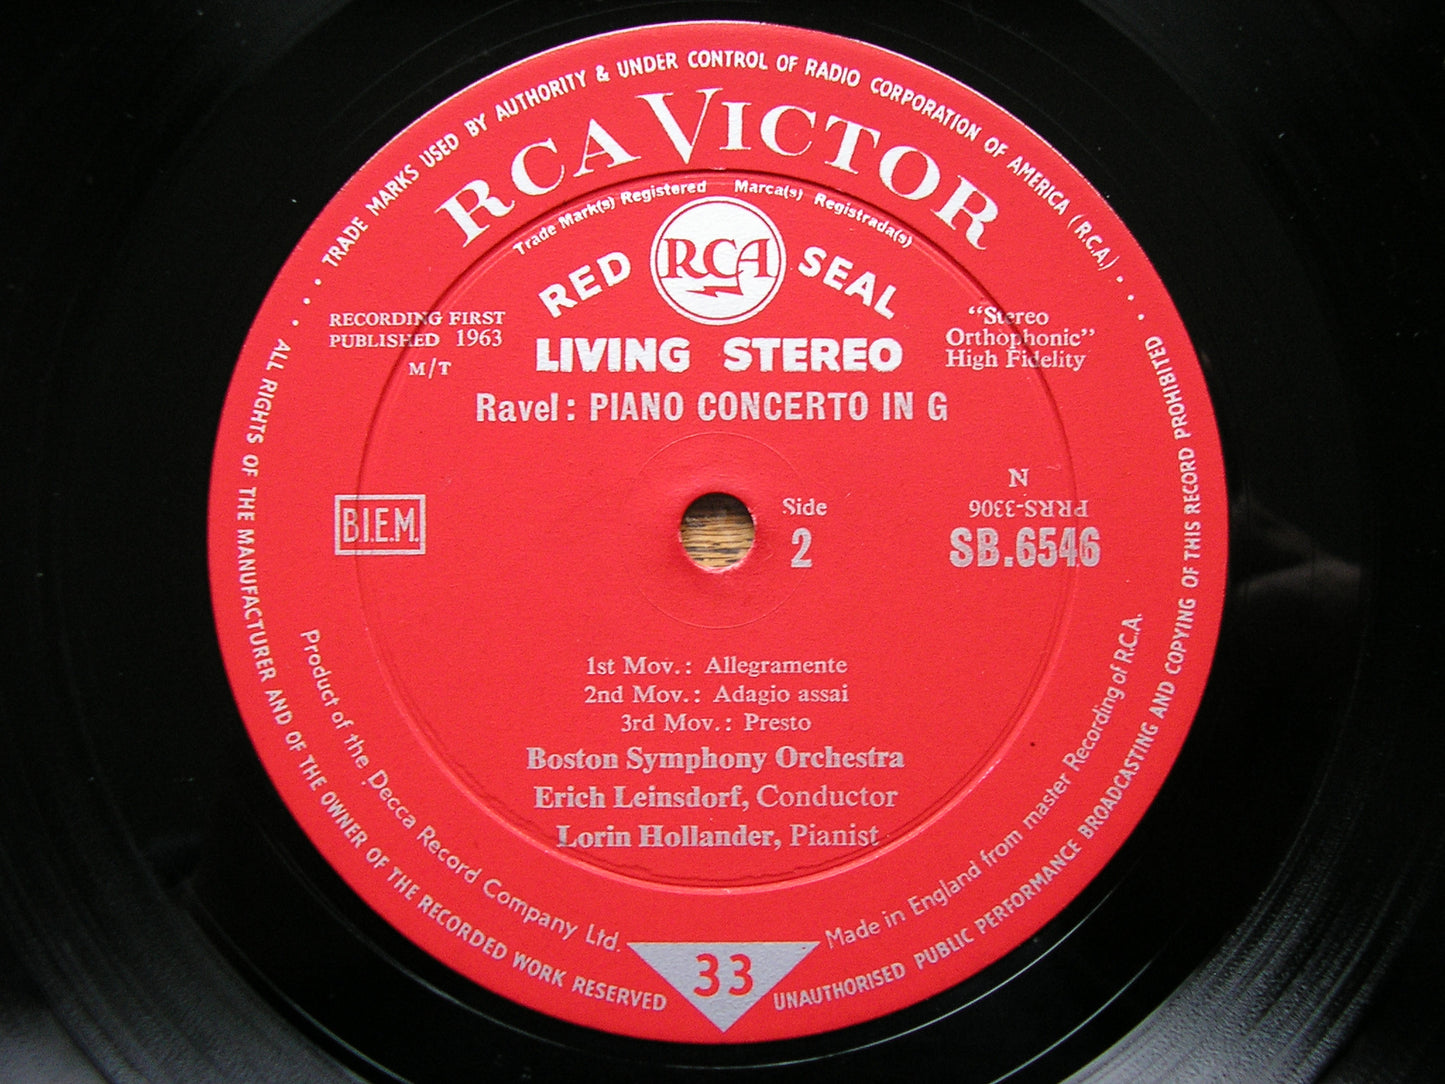 TRADE MARKS USED BY AUTHORITY & UNDER CONTROL OF RADIO CORPORATION OF AMERICA (R.C.A.)
RCA VICTOR
Trade Mark(s) Registered Marca(s) Registrada(s)
RED RCA SEAL
RECORDING FIRST
PUBLISHED 1963
M/T
LIVING STEREO
"Stereo
Orthophonic"
High Fidelity
Ravel: PIANO CONCERTO IN G
B.I.E.M.
Side
2
N
PRRS-3306
SB.6546
1st Mov.: Allegramente
2nd Mov.: Adagio assai
3rd Mov.: Presto
Boston Symphony Orchestra
Erich Leinsdorf, Conductor
Lorin Hollander, Pianist
Product of the Decca Record Company Ltd.
Made in England from master Recording of R.C.A.
33
ALL RIGHTS OF THE MANUFACTURER AND OF THE OWNER OF THE RECORDED WORK RESERVED
UNAUTHORISED PUBLIC PERFORMANCE BROADCASTING AND COPYING OF THIS RECORD PROHIBITED